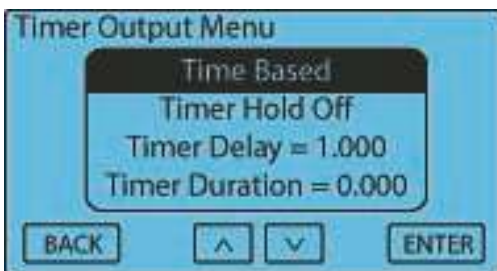 Timer Output Menu
Time Based
Timer Hold Off
Timer Delay = 1.000
Timer Duration = 0.000
BACK ENTER